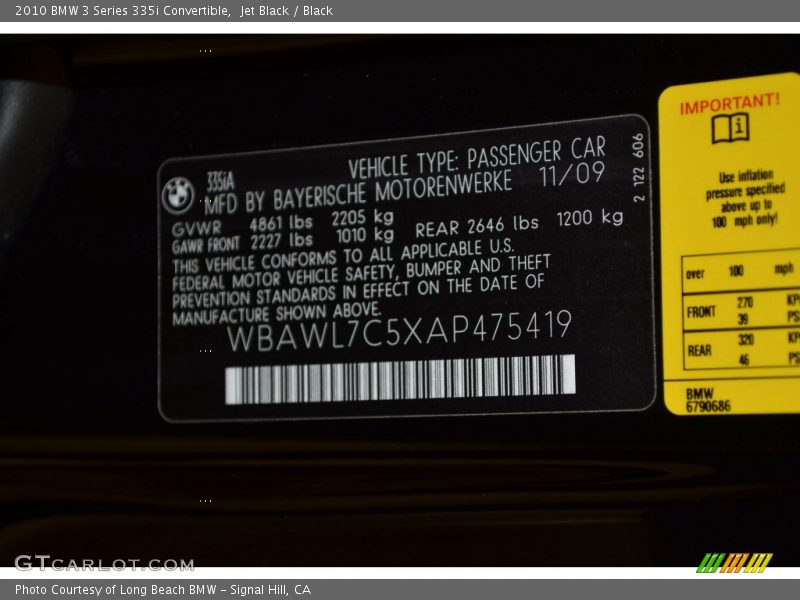 2010 BMW 3 Series 335i Convertible,  Jet Black / Black
335iA
VEHICLE TYPE: PASSENGER CAR
MFD BY BAYERISCHE MOTORENWERKE 11/09
GVWR 4861 lbs 2205 kg
GAWR FRONT 2227 lbs 1010 kg REAR 2646 lbs 1200 kg
THIS VEHICLE CONFORMS TO ALL APPLICABLE U.S.
FEDERAL MOTOR VEHICLE SAFETY, BUMPER AND THEFT
PREVENTION STANDARDS IN EFFECT ON THE DATE OF
MANUFACTURE SHOWN ABOVE.
WBAWL7C5XAP475419
2 122 606
IMPORTANT!
i
Use inflation
pressure specified
above up to
100 mph only!
over 100 mph
FRONT 270 KP
39 PS
REAR 320 KP
46 PS
BMW
6790686
GTCARLOT.COM
Photo Courtesy of Long Beach BMW – Signal Hill, CA